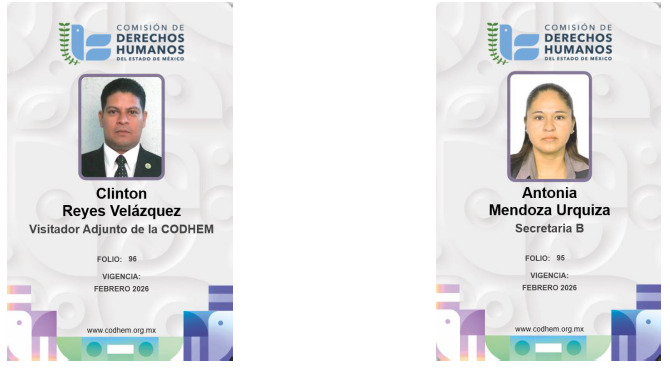 COMISIÓN DE
DERECHOS
HUMANOS
DEL ESTADO DE MÉXICO
Clinton
Reyes Velázquez
Visitador Adjunto de la CODHEM
FOLIO: 96
VIGENCIA:
FEBRERO 2026
www.codhem.org.mx
COMISIÓN DE
DERECHOS
HUMANOS
DEL ESTADO DE MÉXICO
Antonia
Mendoza Urquiza
Secretaria B
FOLIO: 95
VIGENCIA:
FEBRERO 2026
www.codhem.org.mx